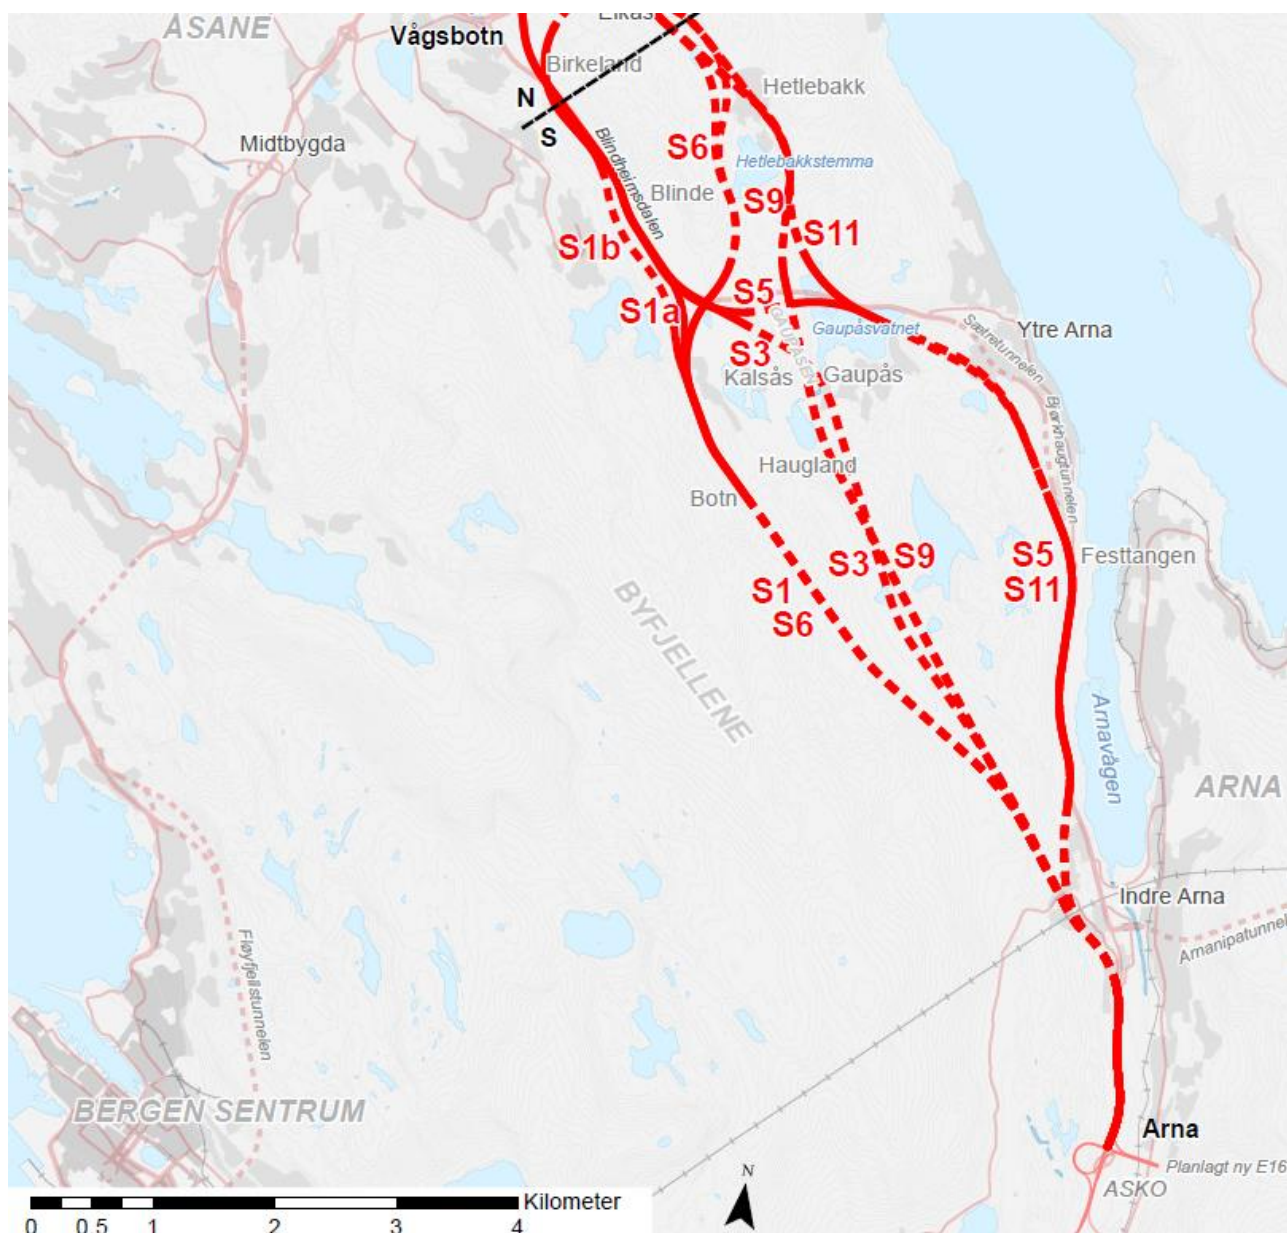 ÅSANE
Vågsbotn
Eikås
Birkeland
Hetlebakk
N
S
Midtbygda
Blindheimsdalen
S6
Hetlebakkstemma
Blinde
S9
S11
S1b
S5
S1a
GAUPÅSEN
Gaupåsvatnet
Sætretunnelen
Ytre Arna
S3
Kalsås
Gaupås
Bjørkhaugtunnelen
Haugland
Botn
S3
S9
S5
S11
Festtangen
S1
S6
BYFJELLENE
Arnavågen
ARNA
Indre Arna
Arnanipatunnel
Fløyfjellstunnelen
BERGEN SENTRUM
Arna
Planlagt ny E16
ASKO
N
Kilometer
0 0.5 1 2 3 4